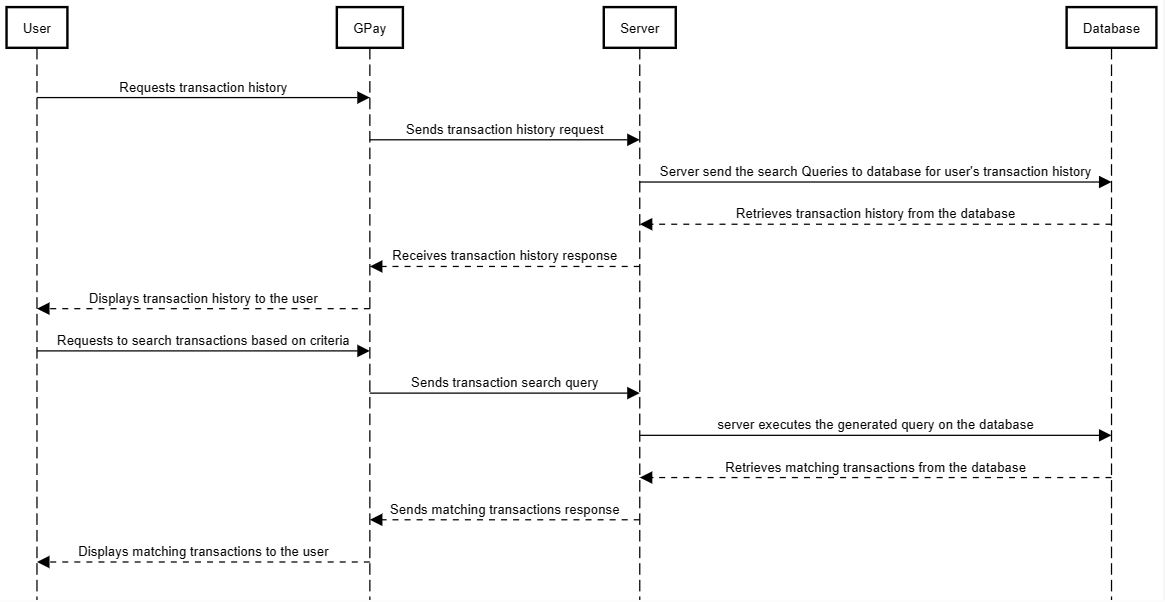 User
GPay
Server
Database
Requests transaction history
Sends transaction history request
Server send the search Queries to database for user's transaction history
Retrieves transaction history from the database
Receives transaction history response
Displays transaction history to the user
Requests to search transactions based on criteria
Sends transaction search query
server executes the generated query on the database
Retrieves matching transactions from the database
Sends matching transactions response
Displays matching transactions to the user